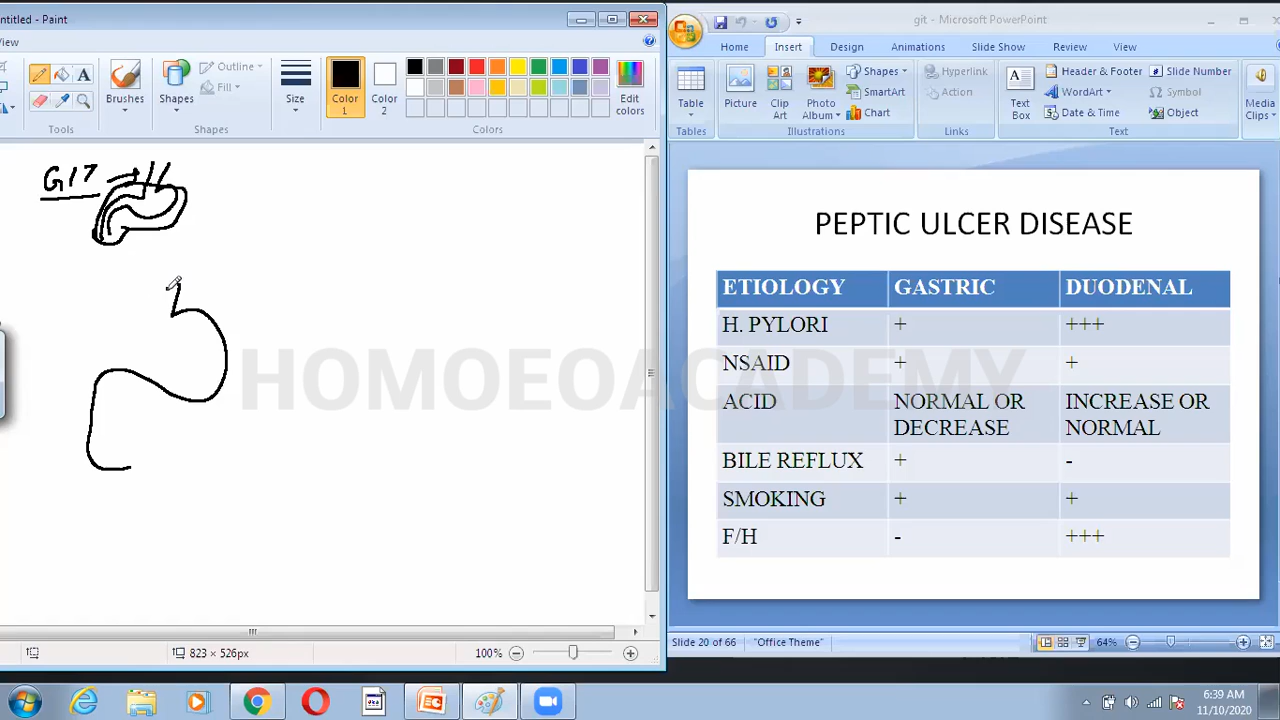 ntitled - Paint
View
Brushes
Shapes
Outline
Fill
Size
Color
1
Color
2
Edit
colors
Tools
Shapes
Colors
GIT
823 × 526px
100%
git - Microsoft PowerPoint
Home
Insert
Design
Animations
Slide Show
Review
View
Table
Picture
Clip
Art
Photo
Album
Shapes
SmartArt
Chart
Hyperlink
Action
Text
Box
Header & Footer
WordArt
Date & Time
Slide Number
Symbol
Object
Media
Clips
Tables
Illustrations
Links
Text
PEPTIC ULCER DISEASE
ETIOLOGY GASTRIC DUODENAL
H. PYLORI + +++
NSAID + +
ACID NORMAL OR DECREASE INCREASE OR NORMAL
BILE REFLUX + -
SMOKING + +
F/H - +++
HOMOEOACADEMY
Slide 20 of 66
"Office Theme"
64%
6:39 AM
11/10/2020